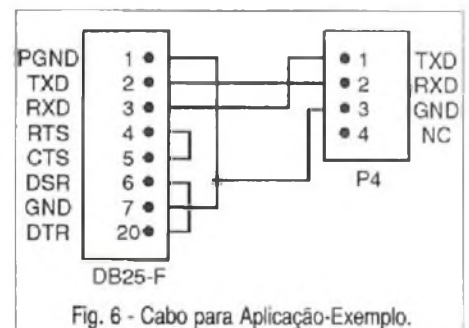 PGND 1 1 TXD
TXD 2 2 RXD
RXD 3 3 GND
RTS 4 4 NC
CTS 5
DSR 6 P4
GND 7
DTR 20
DB25-F
Fig. 6 - Cabo para Aplicação-Exemplo.